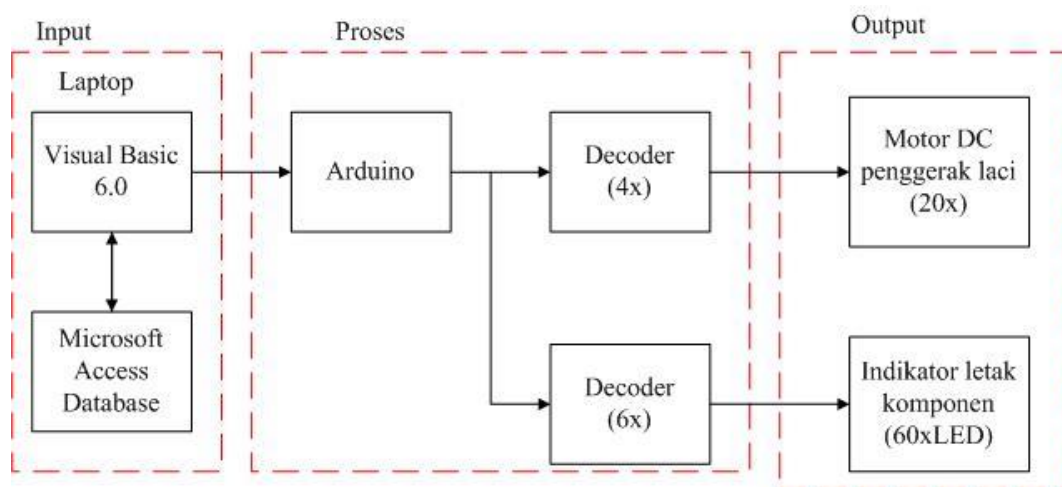 Input
Proses
Output
Laptop
Visual Basic
6.0
Arduino
Decoder
(4x)
Motor DC
penggerak laci
(20x)
Microsoft
Access
Database
Decoder
(6x)
Indikator letak
komponen
(60xLED)